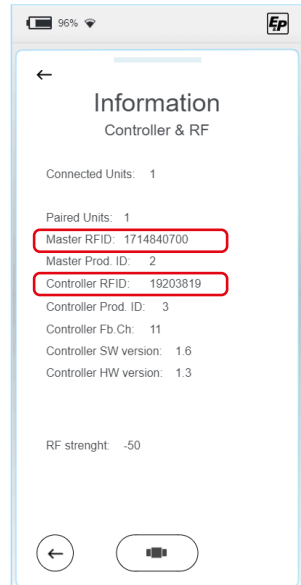 96%
EP
Information
Controller & RF
Connected Units: 1
Paired Units: 1
Master RFID: 1714840700
Master Prod. ID: 2
Controller RFID: 19203819
Controller Prod. ID: 3
Controller Fb.Ch: 11
Controller SW version: 1.6
Controller HW version: 1.3
RF strenght: -50